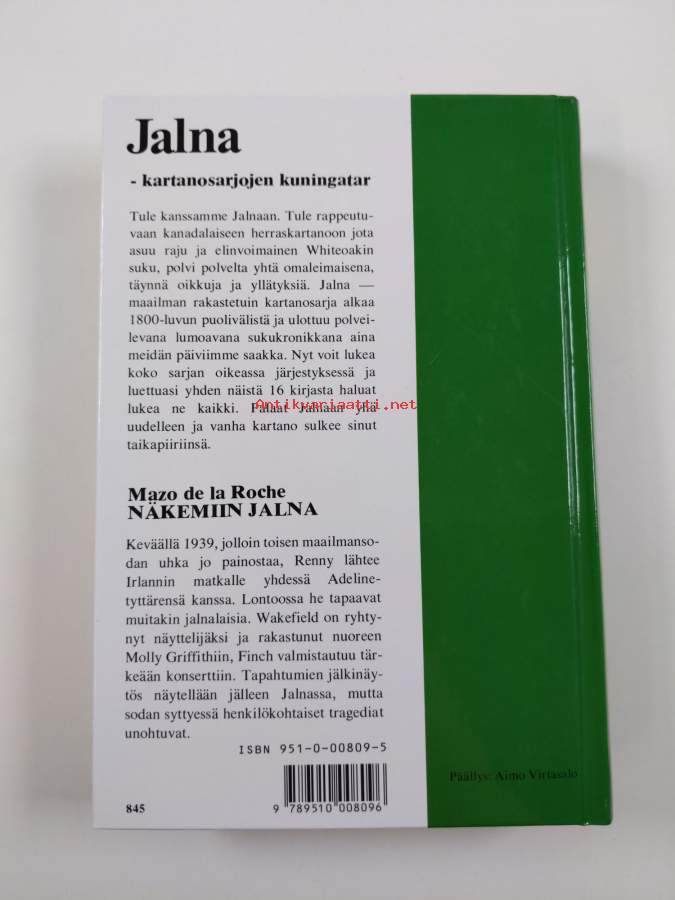 Jalna
- kartanosarjojen kuningatar
Tule kanssamme Jalnaan. Tule rappeutu-
vaan kanadalaiseen herraskartanoon jota
asuu raju ja elinvoimainen Whiteoakin
suku, polvi polvelta yhtä omaleimaisena,
täynnä oikkuja ja yllätyksiä. Jalna —
maailman rakastetuin kartanosarja alkaa
1800-luvun puolivälistä ja ulottuu polvei-
levana lumoavana sukukronikkana aina
meidän päiviimme saakka. Nyt voit lukea
koko sarjan oikeassa järjestyksessä ja
luettuasi yhden näistä 16 kirjasta haluat
lukea ne kaikki. Palaat Jalnaan yhä
Antikvariaatti.net
uudelleen ja vanha kartano sulkee sinut
taikapiiriinsä.
Mazo de la Roche
NÄKEMIIN JALNA
Keväällä 1939, jolloin toisen maailmanso-
dan uhka jo painostaa, Renny lähtee
Irlannin matkalle yhdessä Adeline-
tyttärensä kanssa. Lontoossa he tapaavat
muitakin jalnalaisia. Wakefield on ryhty-
nyt näyttelijäksi ja rakastunut nuoreen
Molly Griffithiin, Finch valmistautuu tär-
keään konserttiin. Tapahtumien jälkinäy-
tös näytellään jälleen Jalnassa, mutta
sodan syttyessä henkilökohtaiset tragediat
unohtuvat.
ISBN 951-0-00809-5
9 789510 008096
845
Päällys: Aimo Virtasalo